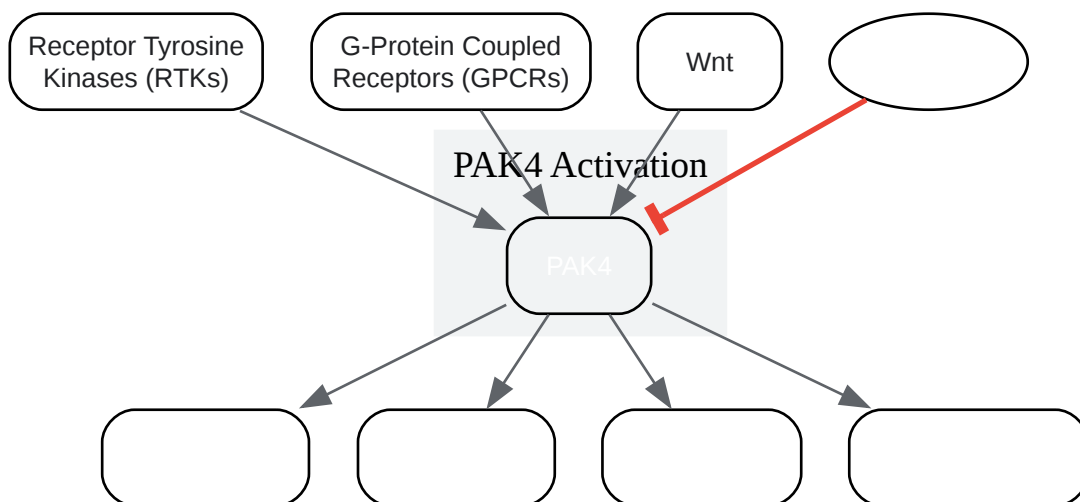 Receptor Tyrosine
Kinases (RTKs)
G-Protein Coupled
Receptors (GPCRs)
Wnt
PAK4 Activation
PAK4